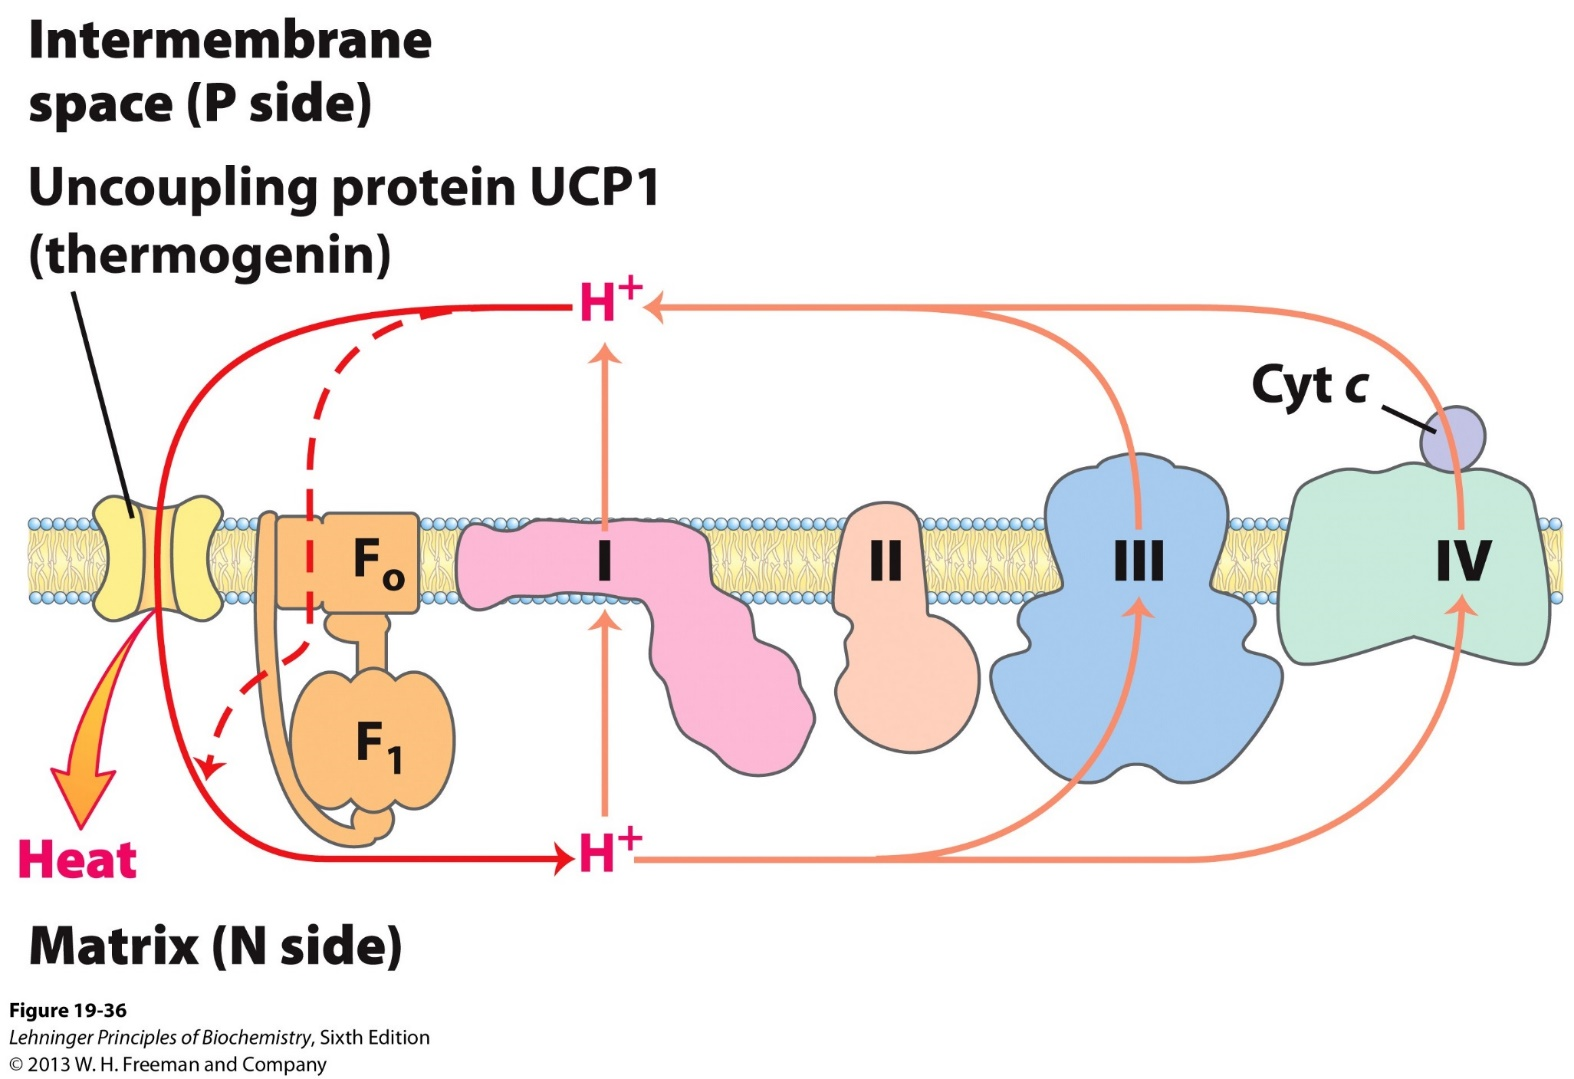 Intermembrane
space (P side)
Uncoupling protein UCP1
(thermogenin)
H+
Cyt c
Fo
I
II
III
IV
F1
Heat
H+
Matrix (N side)
Figure 19-36
Lehninger Principles of Biochemistry, Sixth Edition
© 2013 W. H. Freeman and Company